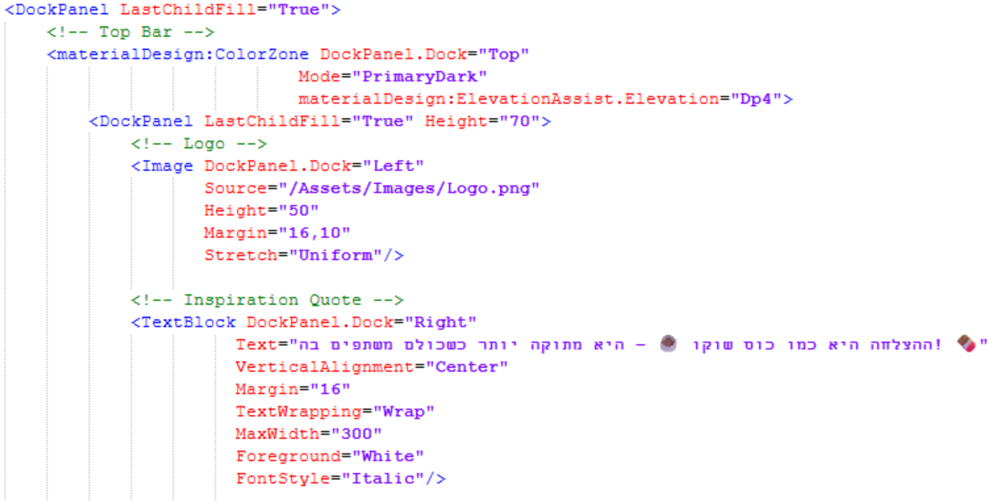 <DockPanel LastChildFill="True">
<!-- Top Bar -->
<materialDesign:ColorZone DockPanel.Dock="Top"
Mode="PrimaryDark"
materialDesign:ElevationAssist.Elevation="Dp4">
<DockPanel LastChildFill="True" Height="70">
<!-- Logo -->
<Image DockPanel.Dock="Left"
Source="/Assets/Images/Logo.png"
Height="50"
Margin="16,10"
Stretch="Uniform"/>
<!-- Inspiration Quote -->
<TextBlock DockPanel.Dock="Right"
Text="ההצלחה היא כמו כוס שוקו ☕ – היא מתוקה יותר כשכולם משתפים בה! 🍫"
VerticalAlignment="Center"
Margin="16"
TextWrapping="Wrap"
MaxWidth="300"
Foreground="White"
FontStyle="Italic"/>